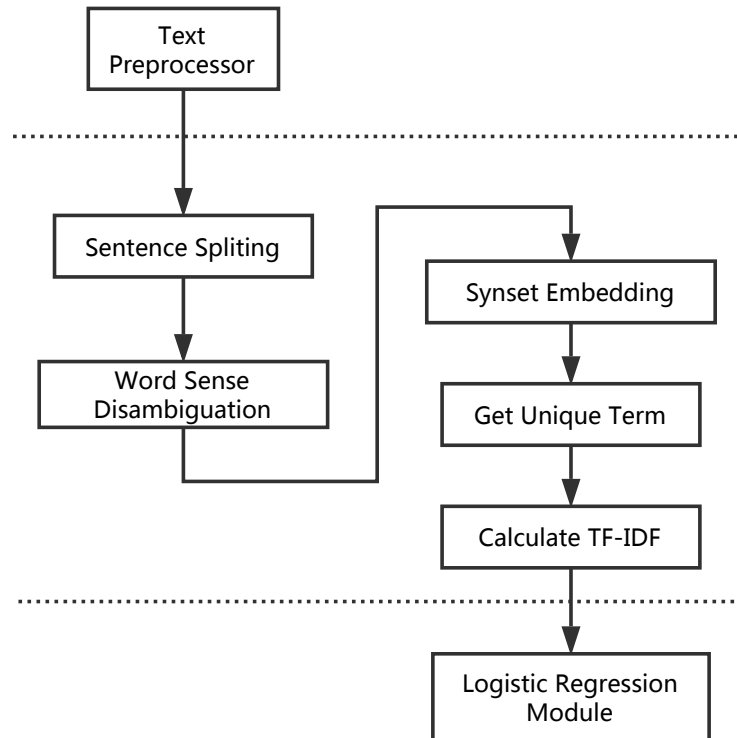 Text
Preprocessor
Sentence Spliting
Word Sense
Disambiguation
Synset Embedding
Get Unique Term
Calculate TF-IDF
Logistic Regression
Module